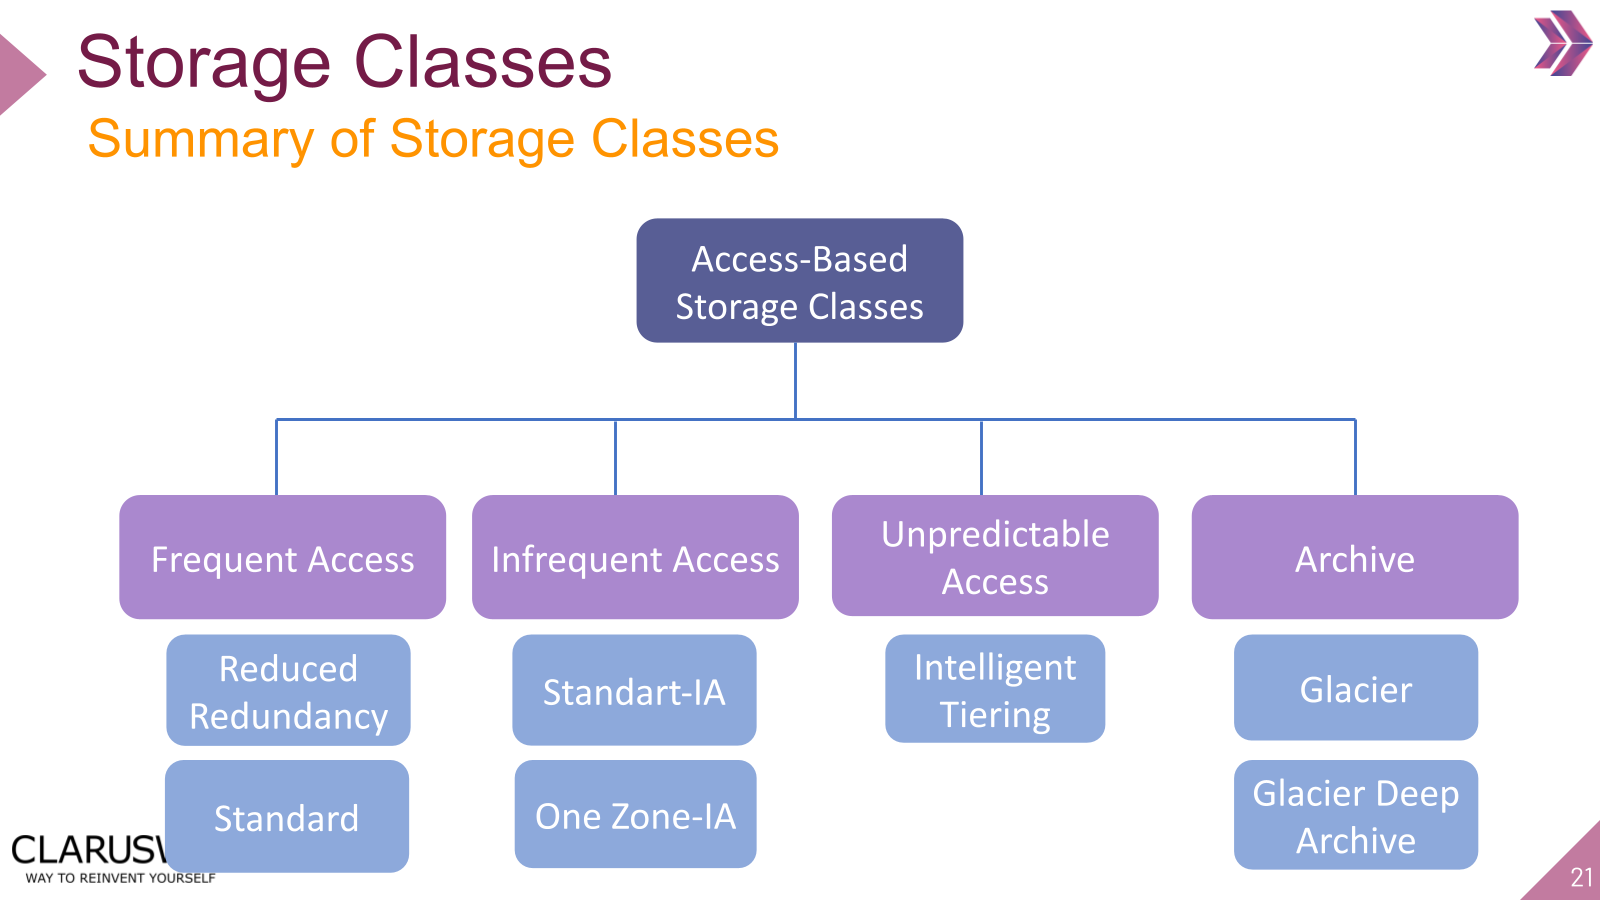 Storage Classes
Summary of Storage Classes
Access-Based
Storage Classes
Frequent Access
Infrequent Access
Unpredictable
Access
Archive
Reduced
Redundancy
Standart-IA
Intelligent
Tiering
Glacier
Standard
One Zone-IA
Glacier Deep
Archive
WAY TO REINVENT YOURSELF
21